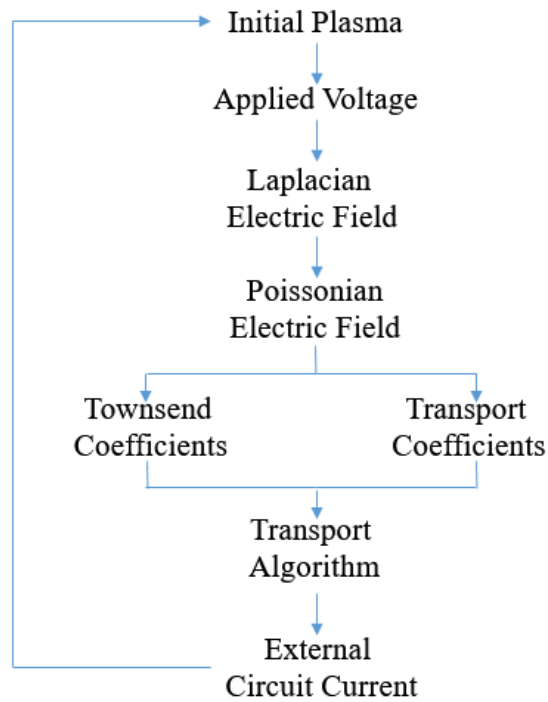 Initial Plasma
Applied Voltage
Laplacian
Electric Field
Poissonian
Electric Field
Townsend
Coefficients
Transport
Coefficients
Transport
Algorithm
External
Circuit Current